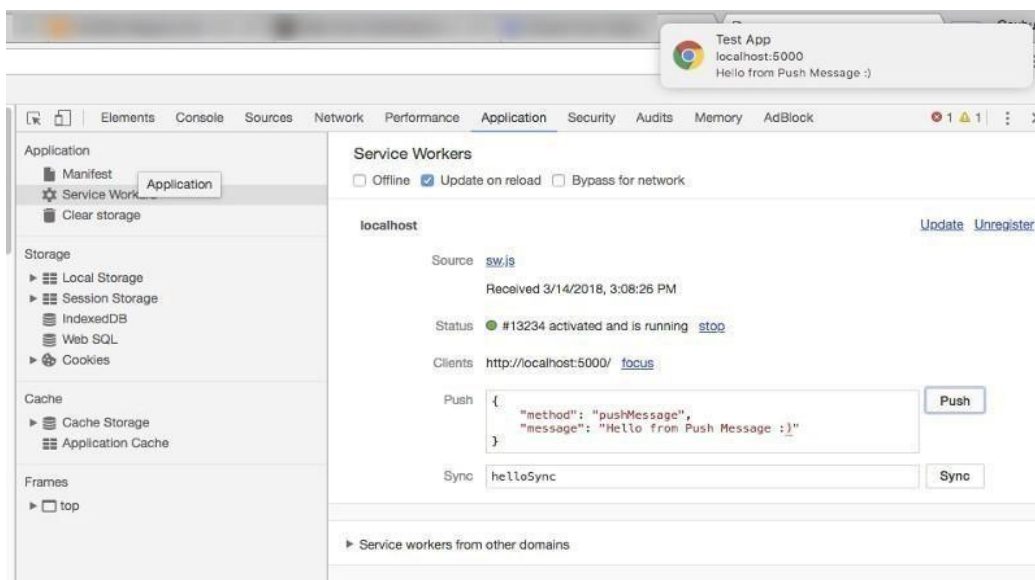 Test App
localhost:5000
Hello from Push Message :)
Elements Console Sources Network Performance Application Security Audits Memory AdBlock 1 1
Application
Manifest
Service Workers
Application
Clear storage
Storage
Local Storage
Session Storage
IndexedDB
Web SQL
Cookies
Cache
Cache Storage
Application Cache
Frames
top
Service Workers
Offline Update on reload Bypass for network
localhost Update Unregister
Source sw.js
Received 3/14/2018, 3:08:26 PM
Status #13234 activated and is running stop
Clients http://localhost:5000/ focus
Push {
"method": "pushMessage",
"message": "Hello from Push Message :)"
}
Push
Sync helloSync Sync
Service workers from other domains